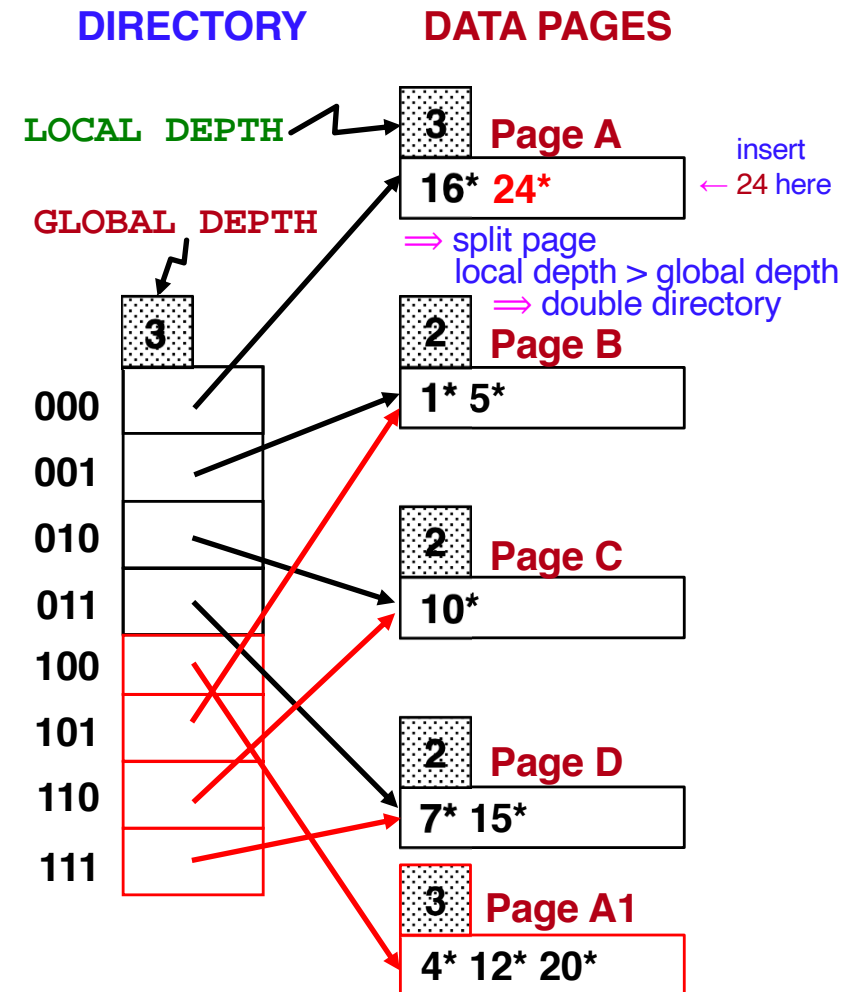 DIRECTORY DATA PAGES
LOCAL DEPTH
3 Page A
16* 24*
insert
← 24 here
GLOBAL DEPTH
⇒ split page
local depth > global depth
⇒ double directory
3
2 Page B
1* 5*
000
001
010
011
100
101
110
111
2 Page C
10*
2 Page D
7* 15*
3 Page A1
4* 12* 20*